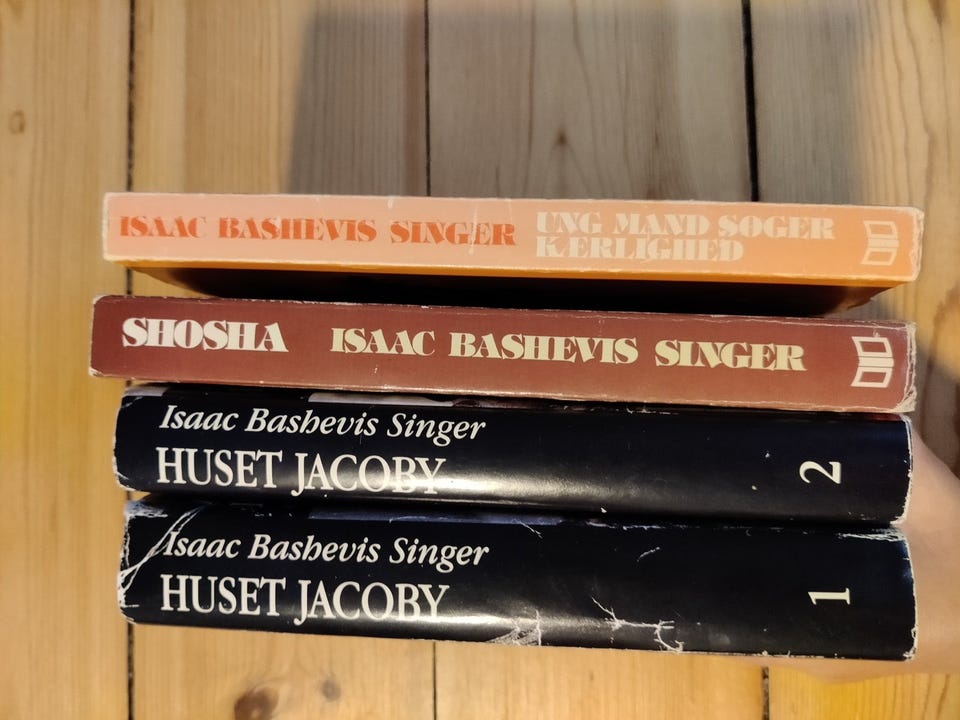 ISAAC BASHEVIS SINGER UNG MAND SØGER
KÆRLIGHED
SHOSHA ISAAC BASHEVIS SINGER
Isaac Bashevis Singer
HUSET JACOBY 2
Isaac Bashevis Singer
HUSET JACOBY 1